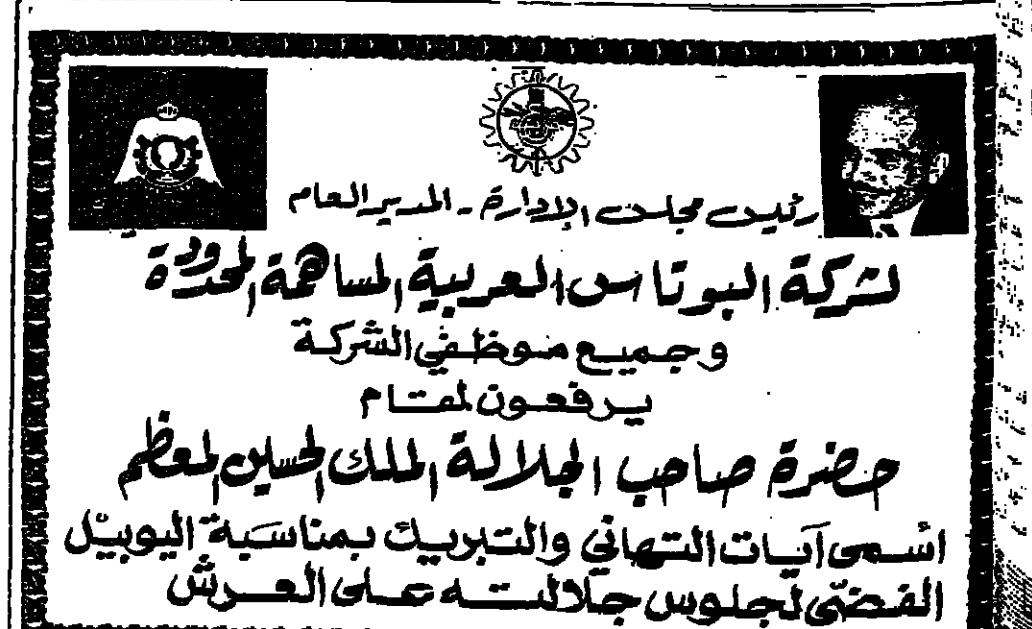 رئيس مجلس الإدارة - المدير العام
لشركة البوتاس العربية المساهمة المحدودة
وجميع موظفي الشركة
يرفعون لمقام
حضرة صاحب الجلالة الملك الحسين المعظم
اسمى آيات التهاني والتبريك بمناسبة اليوبيل
الفضّي لجلوس جلالته على العرش